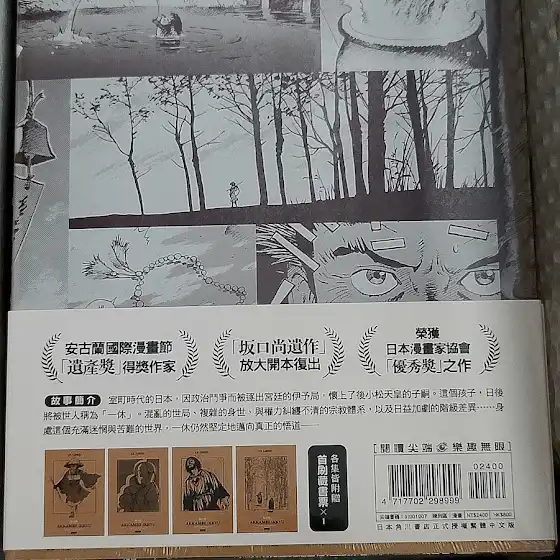 安古蘭國際漫畫節
「遺產獎」得獎作家
「坂口尚遺作」
放大開本復出
榮獲
日本漫畫家協會
「優秀獎」之作
故事簡介
室町時代的日本，因政治鬥爭而被逐出宮廷的伊予局，懷上了後小松天皇的子嗣。這個孩子，日後
將被世人稱為「一休」。混亂的世局、複雜的身世、與權力糾纏不清的宗教體系，以及日益加劇的階級差異……身
處這個充滿迷惘與苦難的世界，一休仍然堅定地邁向真正的悟道——
各集皆附贈
首刷藏書票×1
閱讀尖端 樂趣無限
02400
4 717702 298999
NT$2400
日本角川書店正式授權繁體中文版